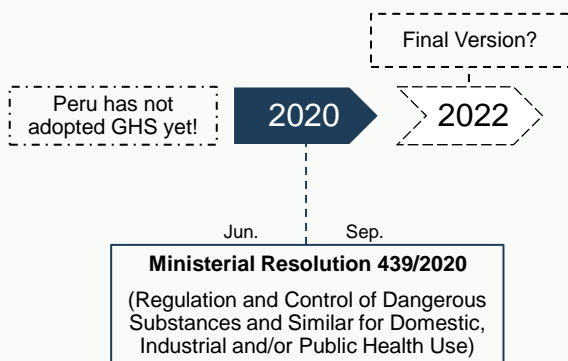 Final Version?
Peru has not
adopted GHS yet!
2020
2022
Jun.
Sep.
Ministerial Resolution 439/2020
(Regulation and Control of Dangerous
Substances and Similar for Domestic,
Industrial and/or Public Health Use)